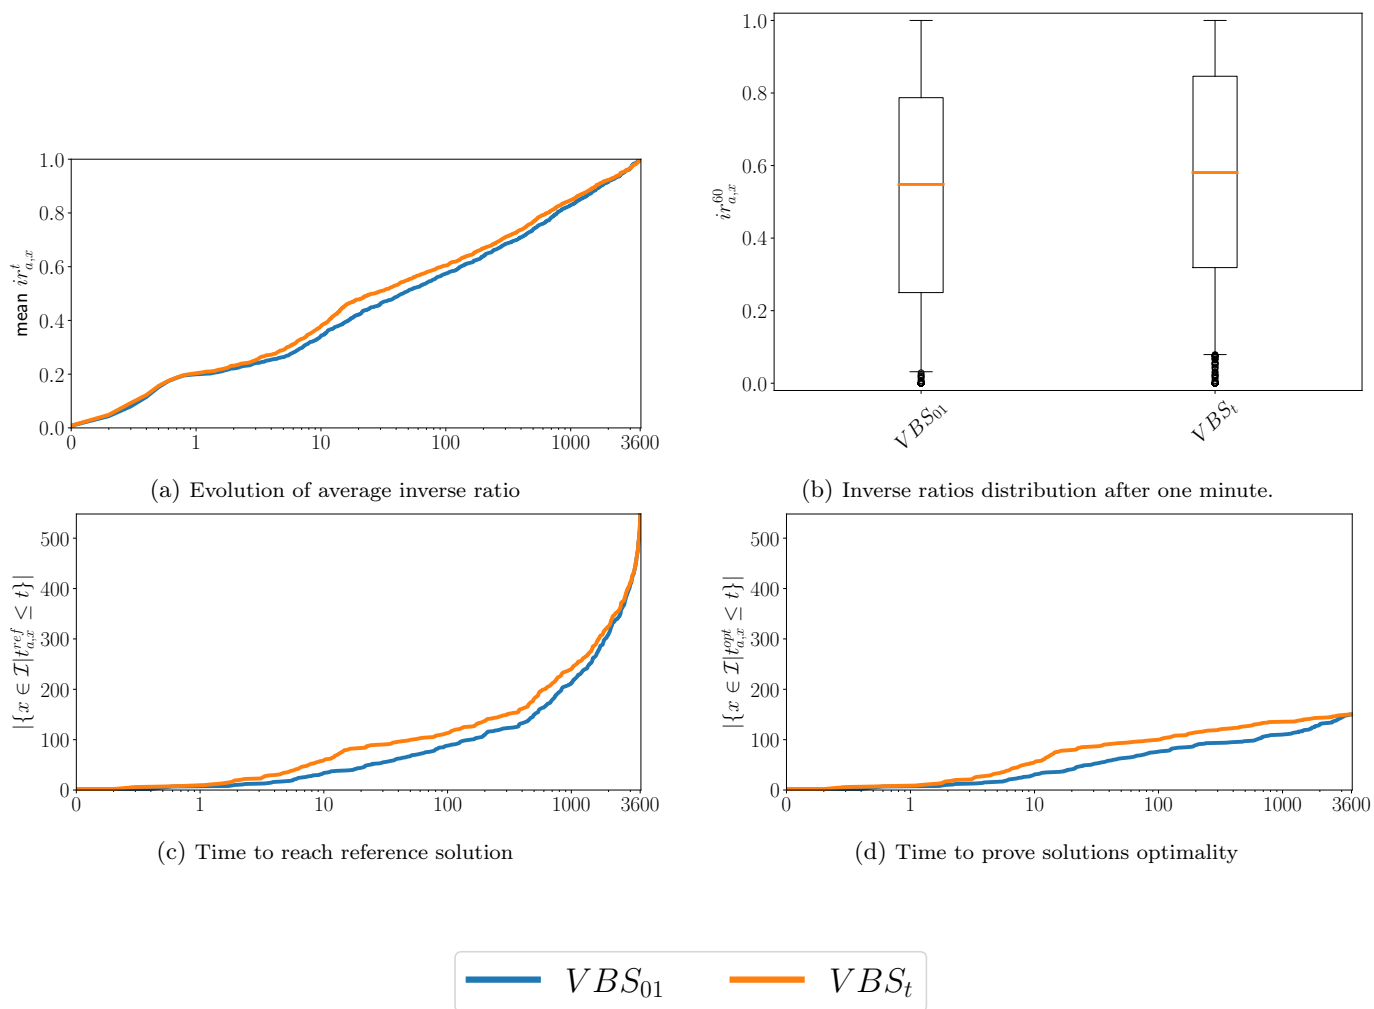 1.0
0.8
0.6
0.4
0.2
0.0
mean $ir^{t}_{a,x}$
0 1 10 100 1000 3600
(a) Evolution of average inverse ratio
1.0
0.8
0.6
0.4
0.2
0.0
$ir^{60}_{a,x}$
$VBS_{01}$ $VBS_{t}$
(b) Inverse ratios distribution after one minute.
500
400
300
200
100
0
$|\{x \in \mathcal{I} | t^{ref}_{a,x} \leq t\}|$
0 1 10 100 1000 3600
(c) Time to reach reference solution
500
400
300
200
100
0
$|\{x \in \mathcal{I} | t^{opt}_{a,x} \leq t\}|$
0 1 10 100 1000 3600
(d) Time to prove solutions optimality
$VBS_{01}$ $VBS_{t}$